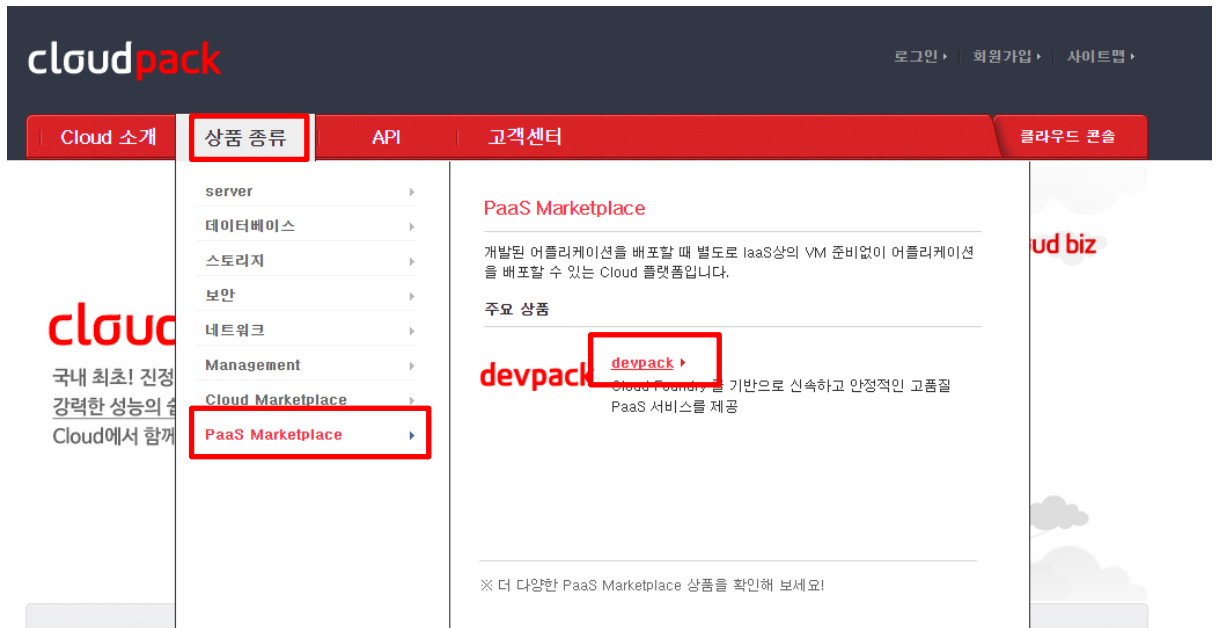 cloudpack
로그인
회원가입
사이트맵
Cloud 소개
상품 종류
API
고객센터
클라우드 콘솔
server
데이터베이스
스토리지
보안
네트워크
Management
Cloud Marketplace
PaaS Marketplace
PaaS Marketplace
개발된 어플리케이션을 배포할 때 별도로 IaaS상의 VM 준비없이 어플리케이션
을 배포할 수 있는 Cloud 플랫폼입니다.
주요 상품
devpack
devpack
Cloud Foundry 를 기반으로 신속하고 안정적인 고품질
PaaS 서비스를 제공
※ 더 다양한 PaaS Marketplace 상품을 확인해 보세요!
ud biz
cloud
국내 최초! 진정
강력한 성능의
Cloud에서 함께